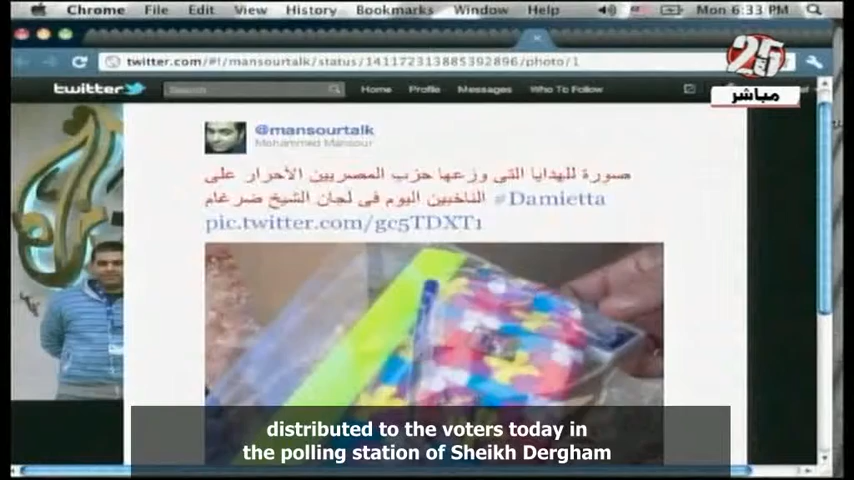 Chrome File Edit View History Bookmarks Window Help Mon 6:33 PM
twitter.com/#!/mansourtalk/status/141172313885392896/photo/1
25
مباشر
twitter Search Home Profile Messages Who To Follow
@mansourtalk
Mohammed Mansour
صورة للهدايا التى وزعها حزب المصريين الأحرار على
الناخبين اليوم فى لجان الشيخ ضرغام #Damietta
pic.twitter.com/gc5TDXT1
distributed to the voters today in
the polling station of Sheikh Dergham